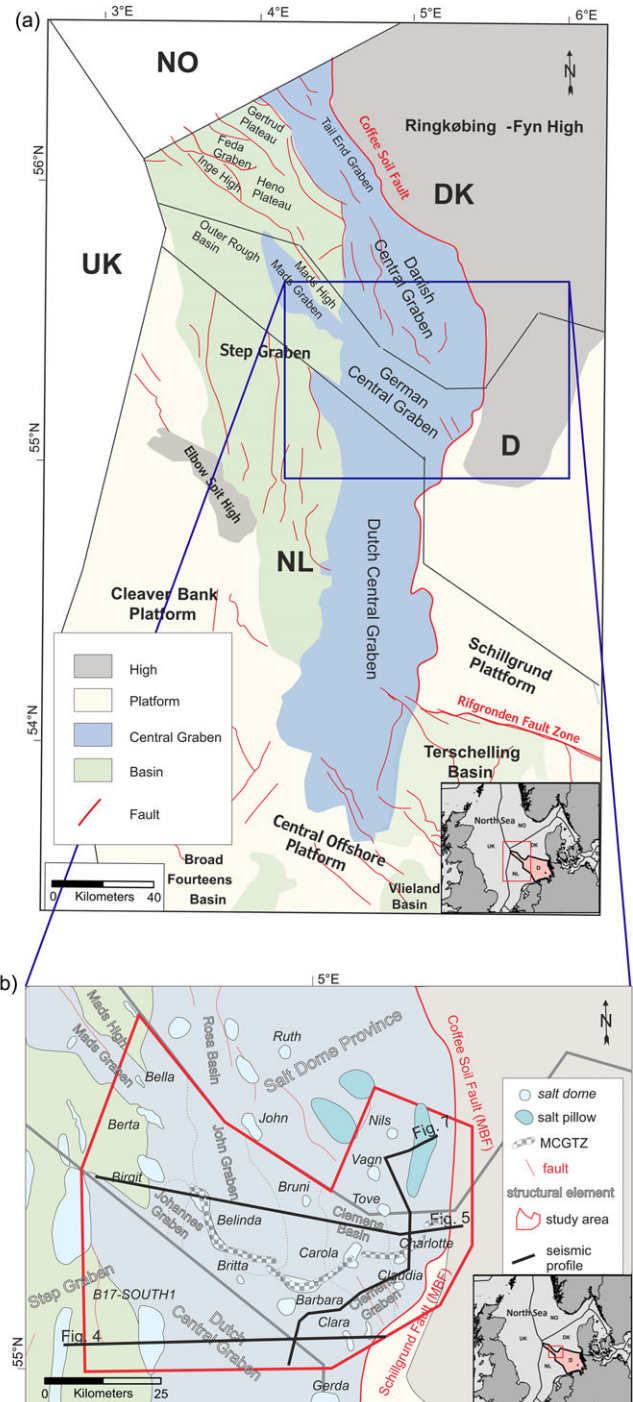 (a)
3°E
4°E
5°E
6°E
NO
N
Gertrud
Plateau
Tail End Graben
Coffee Soil Fault
Ringkøbing -Fyn High
56°N
Feda
Graben
Inge High
Heno
Plateau
DK
UK
Outer Rough
Basin
Mads High
Mads Graben
Danish
Central Graben
Step Graben
German
Central Graben
55°N
D
Elbow Spit High
NL
Dutch Central Graben
Cleaver Bank
Platform
Schillgrund
Plattform
High
Platform
Central Graben
Basin
Fault
54°N
Rifgronden Fault Zone
Terschelling
Basin
Central Offshore
Platform
Broad
Fourteens
Basin
Vlieland
Basin
0
Kilometers
40
North Sea
NO
UK
DK
NL
D
b)
5°E
N
Mads High
Mads Graben
Rosa Basin
Ruth
Salt Dome Province
Coffee Soil Fault (MBF)
Bella
Berta
John
Nils
Fig. 7
John Graben
Vagn
Birgit
Bruni
Tove
Johannes
Graben
Belinda
Clemens
Basin
Fig. 5
Charlotte
Carola
Britta
Claudia
Clemens
Graben
Barbara
Step Graben
B17-SOUTH1
Dutch
Central Graben
Clara
Fig. 4
Schillgrund Fault (MBF)
55°N
0
Kilometers
25
Gerda
salt dome
salt pillow
MCGTZ
fault
structural element
study area
seismic
profile
North Sea
NO
UK
DK
NL
D